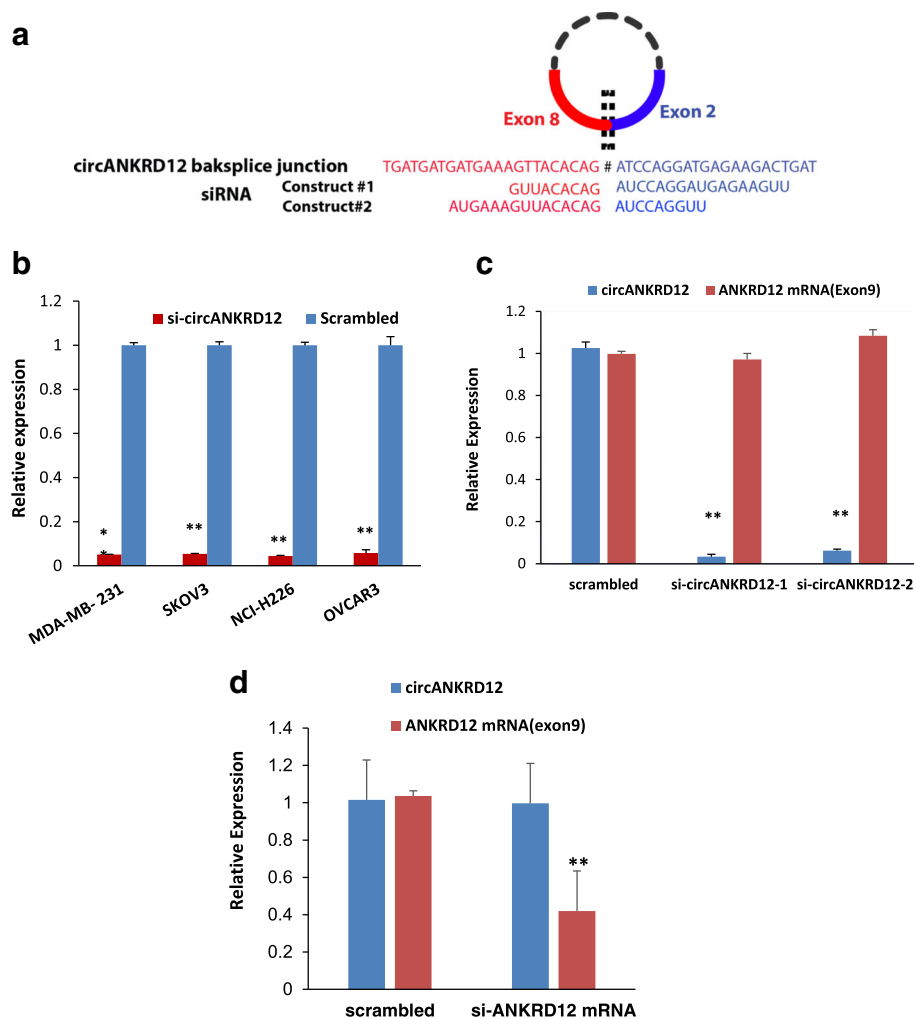 a
Exon 8
Exon 2
circANKRD12 baksplice junction TGATGATGATGAAAGTTACACAG # ATCCAGGATGAGAAGACTGAT
siRNA
Construct #1 GUUACACAG AUCCAGGAUGAGAAGUU
Construct#2 AUGAAAGUUACACAG AUCCAGGUU
b
si-circANKRD12 Scrambled
Relative expression
1.2
1
0.8
0.6
0.4
0.2
0
*
*
**
**
**
MDA-MB- 231
SKOV3
NCI-H226
OVCAR3
c
circANKRD12 ANKRD12 mRNA(Exon9)
Relative Expression
1.2
1
0.8
0.6
0.4
0.2
0
**
**
scrambled si-circANKRD12-1 si-circANKRD12-2
d
circANKRD12
ANKRD12 mRNA(exon9)
Relative Expression
1.4
1.2
1
0.8
0.6
0.4
0.2
0
**
scrambled si-ANKRD12 mRNA